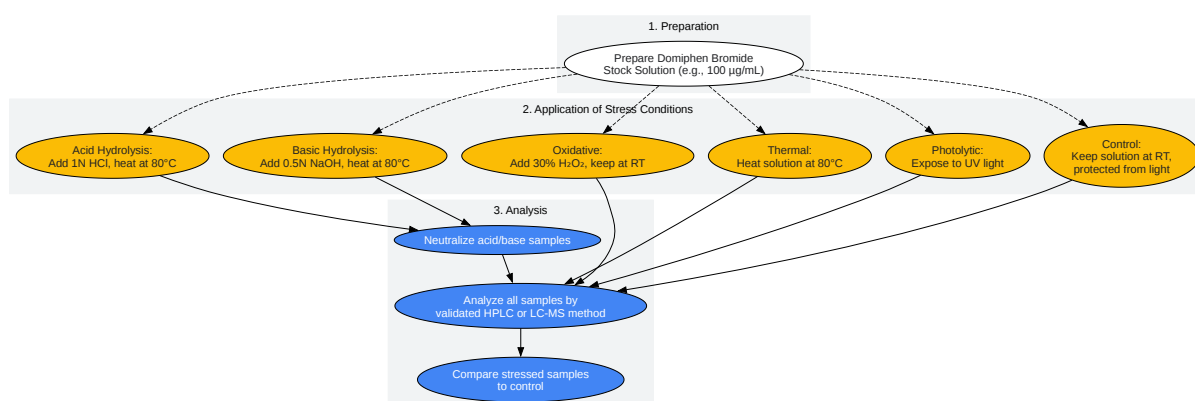 1. Preparation
Prepare Domiphen Bromide
Stock Solution (e.g., 100 µg/mL)
2. Application of Stress Conditions
Acid Hydrolysis:
Add 1N HCl, heat at 80°C
Basic Hydrolysis:
Add 0.5N NaOH, heat at 80°C
Oxidative:
Add 30% H₂O₂, keep at RT
Thermal:
Heat solution at 80°C
Photolytic:
Expose to UV light
Control:
Keep solution at RT,
protected from light
3. Analysis
Neutralize acid/base samples
Analyze all samples by
validated HPLC or LC-MS method
Compare stressed samples
to control